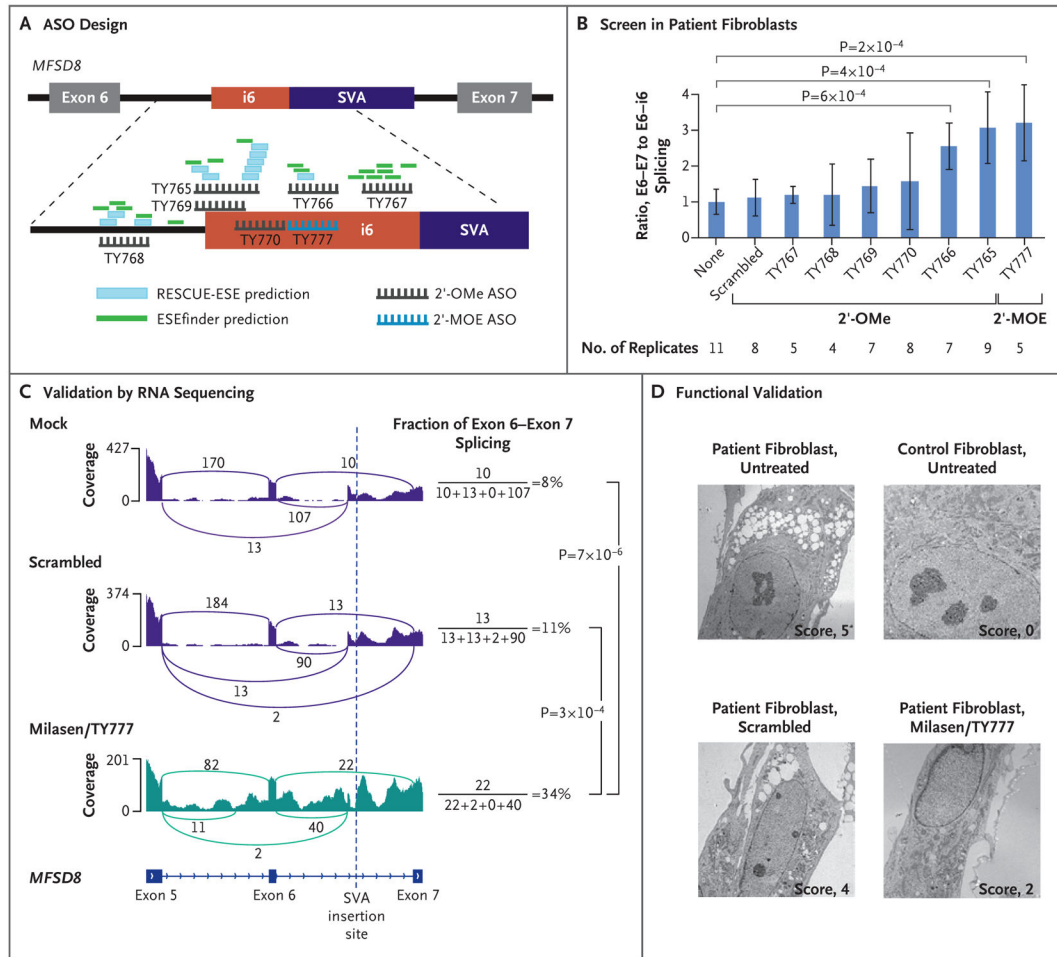 A ASO Design
MFSD8
Exon 6
i6
SVA
Exon 7
TY765
TY769
TY766
TY767
TY768
TY770
TY777
i6
SVA
RESCUE-ESE prediction
ESEfinder prediction
2'-OMe ASO
2'-MOE ASO
B Screen in Patient Fibroblasts
P=2×10⁻⁴
P=4×10⁻⁴
P=6×10⁻⁴
Ratio, E6–E7 to E6–i6
Splicing
4
3
2
1
0
None
Scrambled
TY767
TY768
TY769
TY770
TY766
TY765
TY777
2'-OMe
2'-MOE
No. of Replicates 11 8 5 4 7 8 7 9 5
C Validation by RNA Sequencing
Fraction of Exon 6–Exon 7
Splicing
Mock
Coverage
427
0
170
10
107
13
10
10+13+0+107
=8%
P=7×10⁻⁶
Scrambled
Coverage
374
0
184
13
90
13
2
13
13+13+2+90
=11%
P=3×10⁻⁴
Milasen/TY777
Coverage
201
0
82
22
11
40
2
22
22+2+0+40
=34%
MFSD8
Exon 5
Exon 6
SVA
insertion
site
Exon 7
D Functional Validation
Patient Fibroblast,
Untreated
Score, 5
Control Fibroblast,
Untreated
Score, 0
Patient Fibroblast,
Scrambled
Score, 4
Patient Fibroblast,
Milasen/TY777
Score, 2